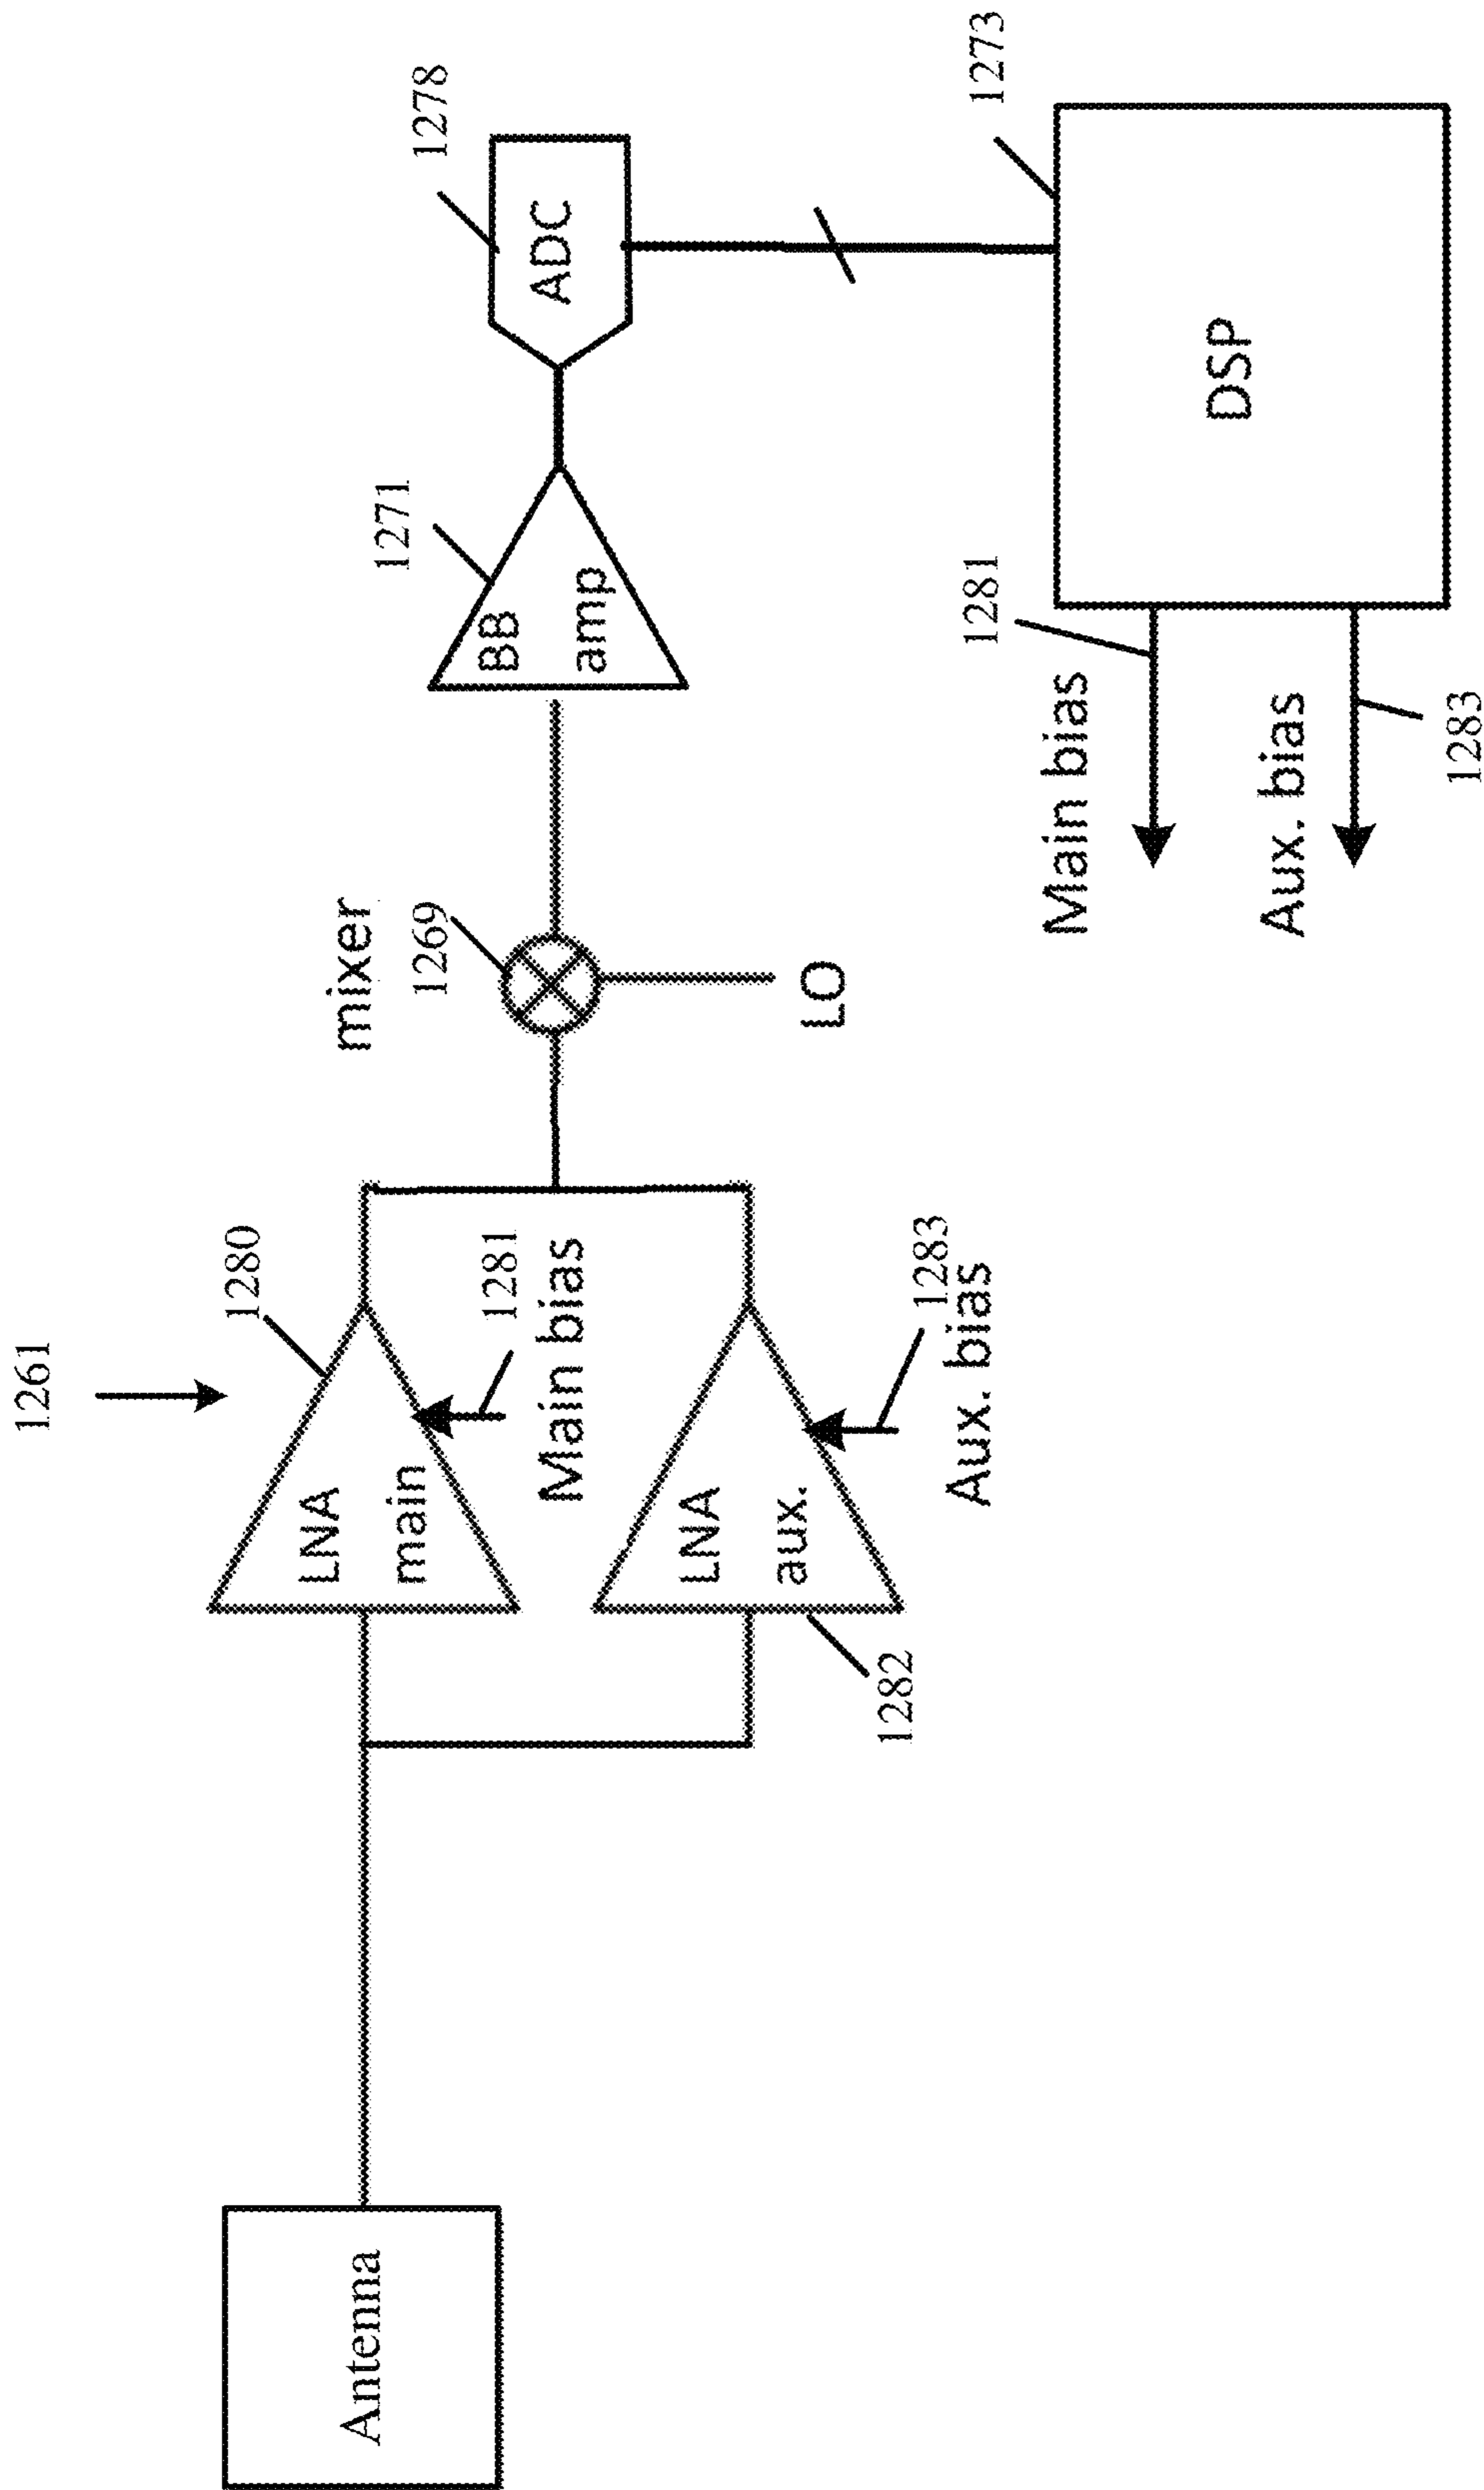 1261
1280
LNA
main
1281
Main bias
LNA
aux.
1282
1283
Aux. bias
Antenna
mixer
1269
LO
1271
BB
amp
1278
ADC
1273
DSP
1281
Main bias
Aux. bias
1283